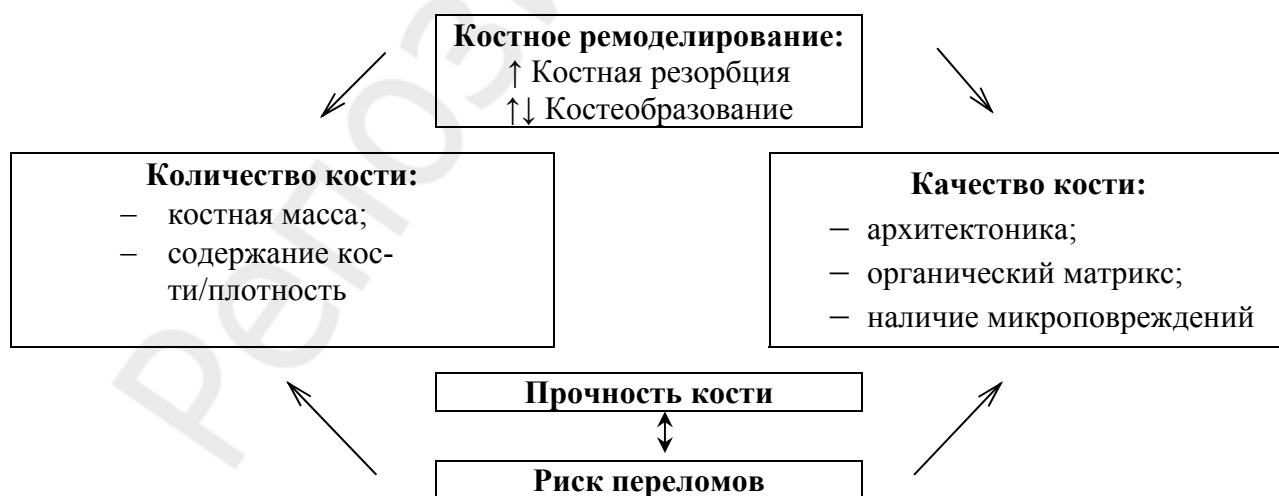 Костное ремоделирование:
↑ Костная резорбция
↑↓ Костеобразование
Количество кости:
– костная масса;
– содержание кос-
ти/плотность
Качество кости:
– архитектоника;
– органический матрикс;
– наличие микроповреждений
Прочность кости
Риск переломов